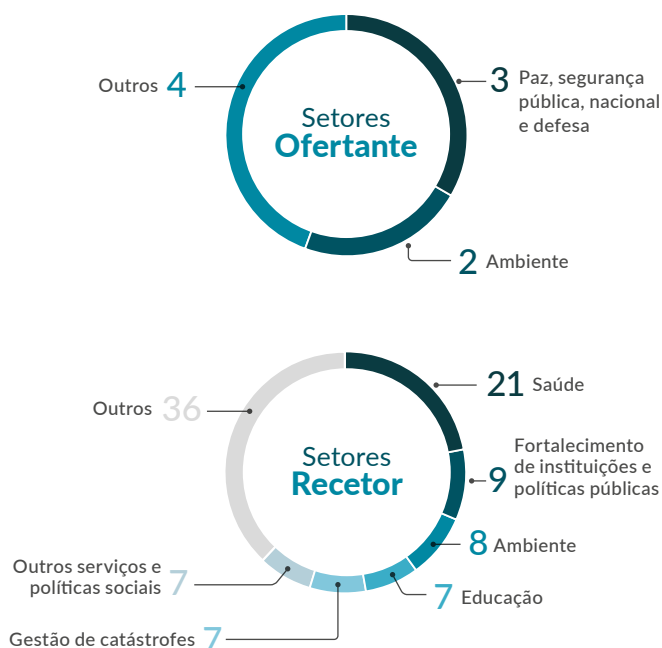 Outros 4
3 Paz, segurança
pública, nacional
e defesa
Setores
Ofertante
2 Ambiente
21 Saúde
Outros 36
Fortalecimento
de instituições e
9 políticas públicas
Setores
Recetor
8 Ambiente
Outros serviços e
políticas sociais 7
7 Educação
Gestão de catástrofes 7